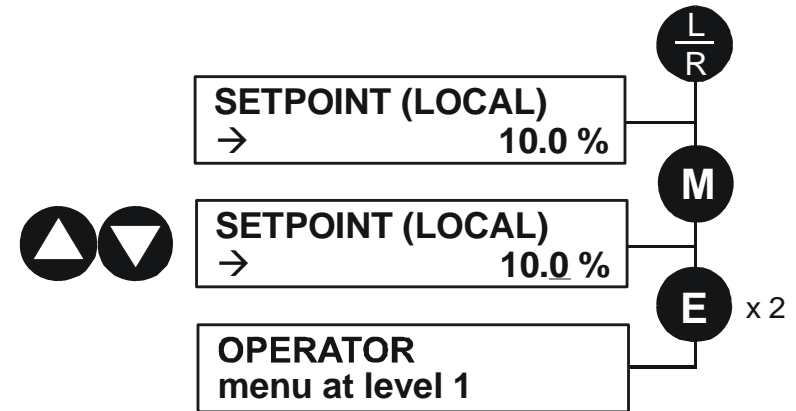 L
R
SETPOINT (LOCAL)
→ 10.0 %
M
SETPOINT (LOCAL)
→ 10.0 %
E x 2
OPERATOR
menu at level 1